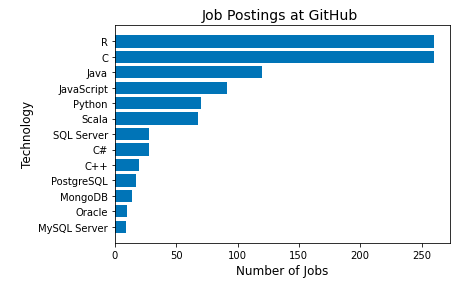 Job Postings at GitHub
Technology
R
C
Java
JavaScript
Python
Scala
SQL Server
C#
C++
PostgreSQL
MongoDB
Oracle
MySQL Server
0 50 100 150 200 250
Number of Jobs